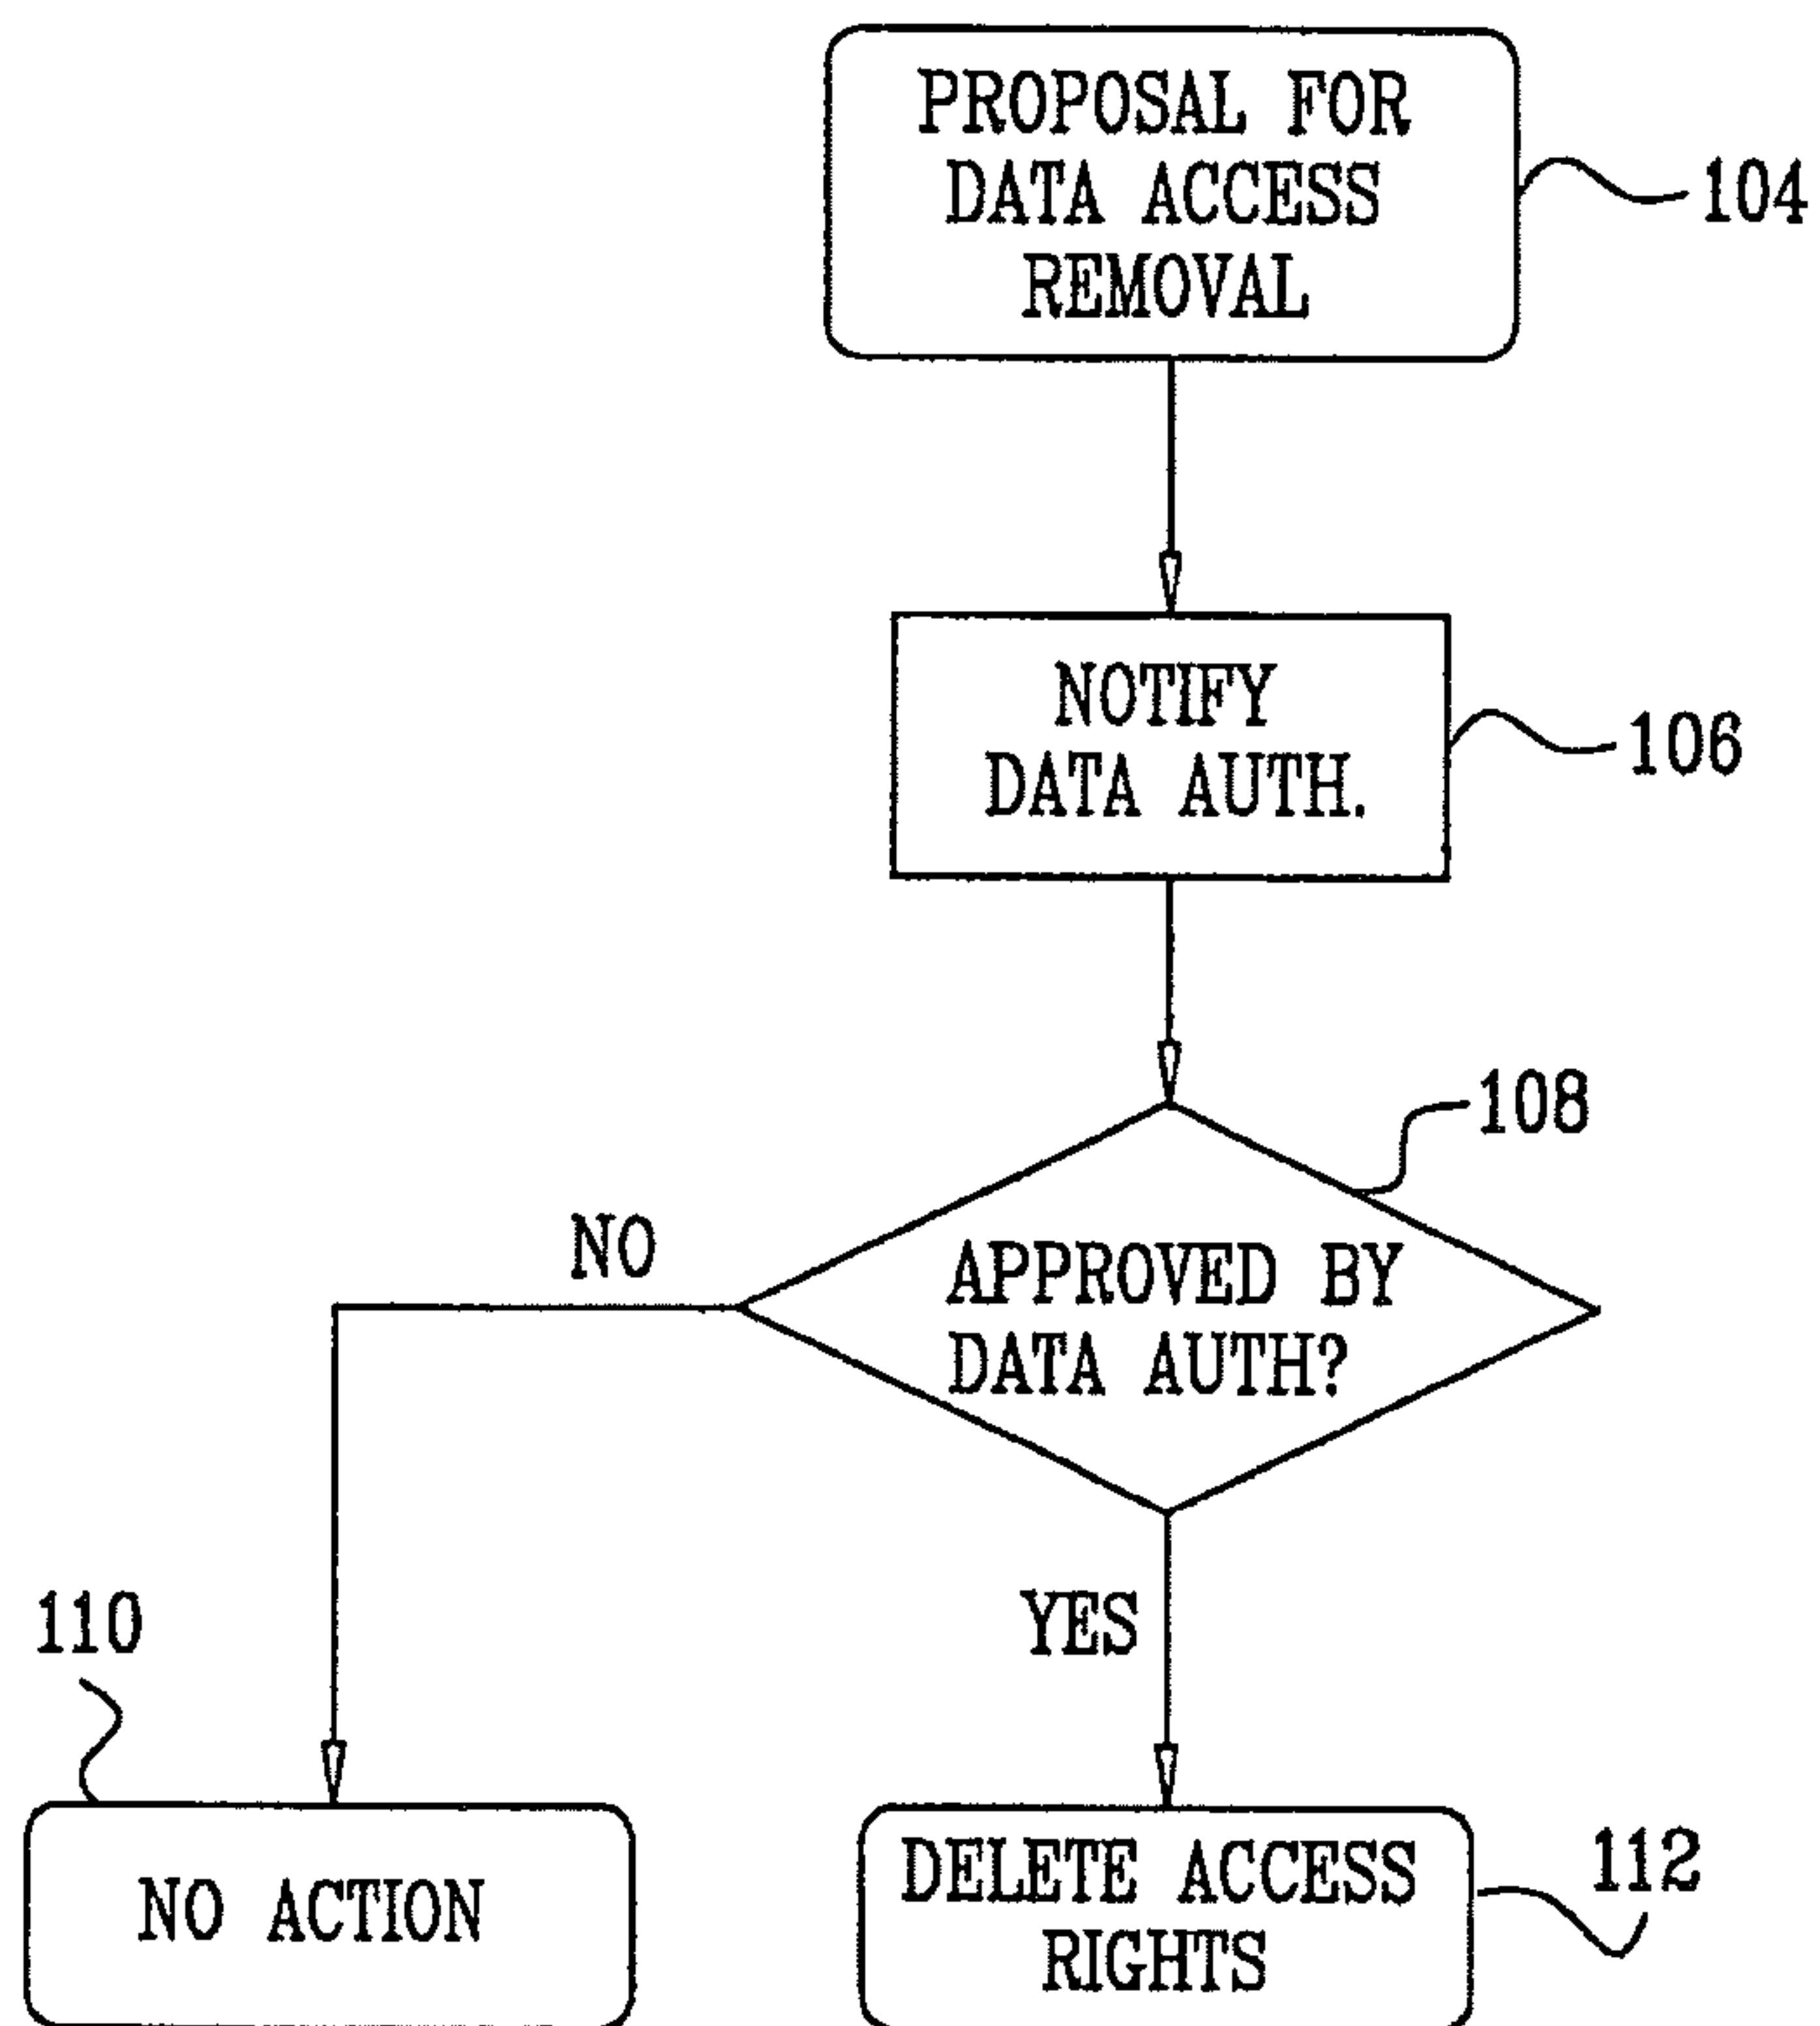 PROPOSAL FOR
DATA ACCESS
REMOVAL
104
NOTIFY
DATA AUTH.
106
108
NO
APPROVED BY
DATA AUTH?
YES
110
NO ACTION
DELETE ACCESS
RIGHTS
112